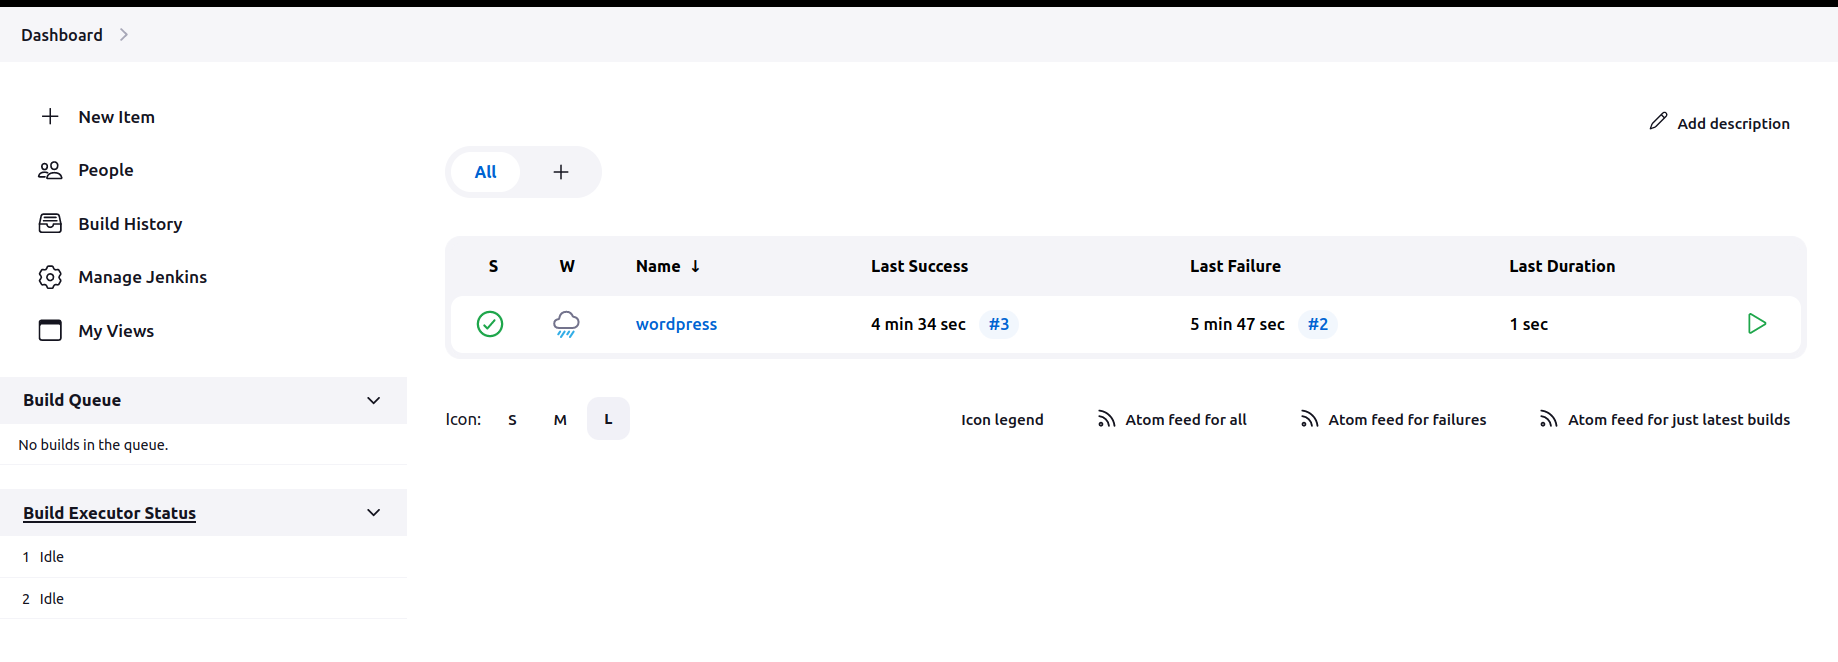 Dashboard
New Item
People
Build History
Manage Jenkins
My Views
Build Queue
No builds in the queue.
Build Executor Status
1 Idle
2 Idle
Add description
All
S W Name ↓ Last Success Last Failure Last Duration
wordpress 4 min 34 sec #3 5 min 47 sec #2 1 sec
Icon: S M L Icon legend Atom feed for all Atom feed for failures Atom feed for just latest builds